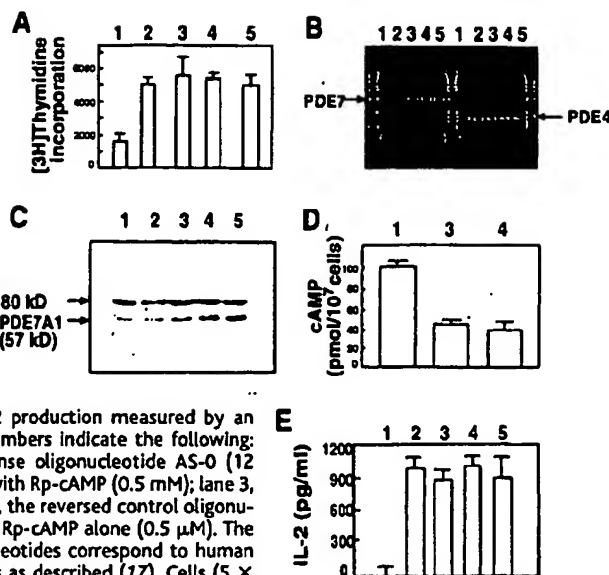 A
1 2 3 4 5
[3H]Thymidine
incorporation
6000
4000
2000
0
B
1 2 3 4 5 1 2 3 4 5
PDE7
PDE4
C
1 2 3 4 5
80 kD
PDE7A1
(57 kD)
D
1 3 4
cAMP
(pmol/10⁷ cells)
100
80
60
40
20
0
2 production measured by an
mbers indicate the following:
nse oligonucleotide AS-0 (12
with Rp-cAMP (0.5 mM); lane 3,
, the reversed control oligonu-
Rp-cAMP alone (0.5 μM). The
leotides correspond to human
s as described (17). Cells (5 ×
E
1 2 3 4 5
IL-2 (pg/ml)
1200
900
600
300
0